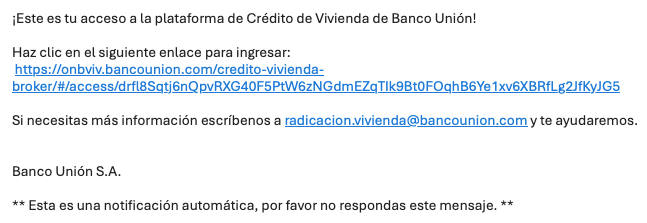 ¡Este es tu acceso a la plataforma de Crédito de Vivienda de Banco Unión!
Haz clic en el siguiente enlace para ingresar:
https://onbviv.bancounion.com/credito-vivienda-
broker/#/access/drfl8Sqtj6nQpvRXG40F5PtW6zNGdmEZqTlk9Bt0FOqhB6Ye1xv6XBRfLg2JfKyJG5
Si necesitas más información escríbenos a radicacion.vivienda@bancounion.com y te ayudaremos.
Banco Unión S.A.
** Esta es una notificación automática, por favor no respondas este mensaje. **